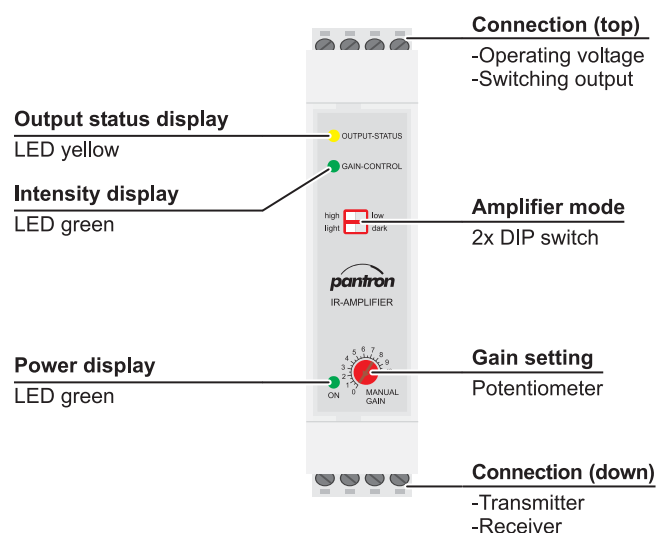 Connection (top)
-Operating voltage
-Switching output
Output status display
LED yellow
OUTPUT-STATUS
GAIN-CONTROL
Intensity display
LED green
high low
light dark
Amplifier mode
2x DIP switch
pantron
IR-AMPLIFIER
Power display
LED green
0 1 2 3 4 5 6 7 8 9
ON
MANUAL
GAIN
Gain setting
Potentiometer
Connection (down)
-Transmitter
-Receiver